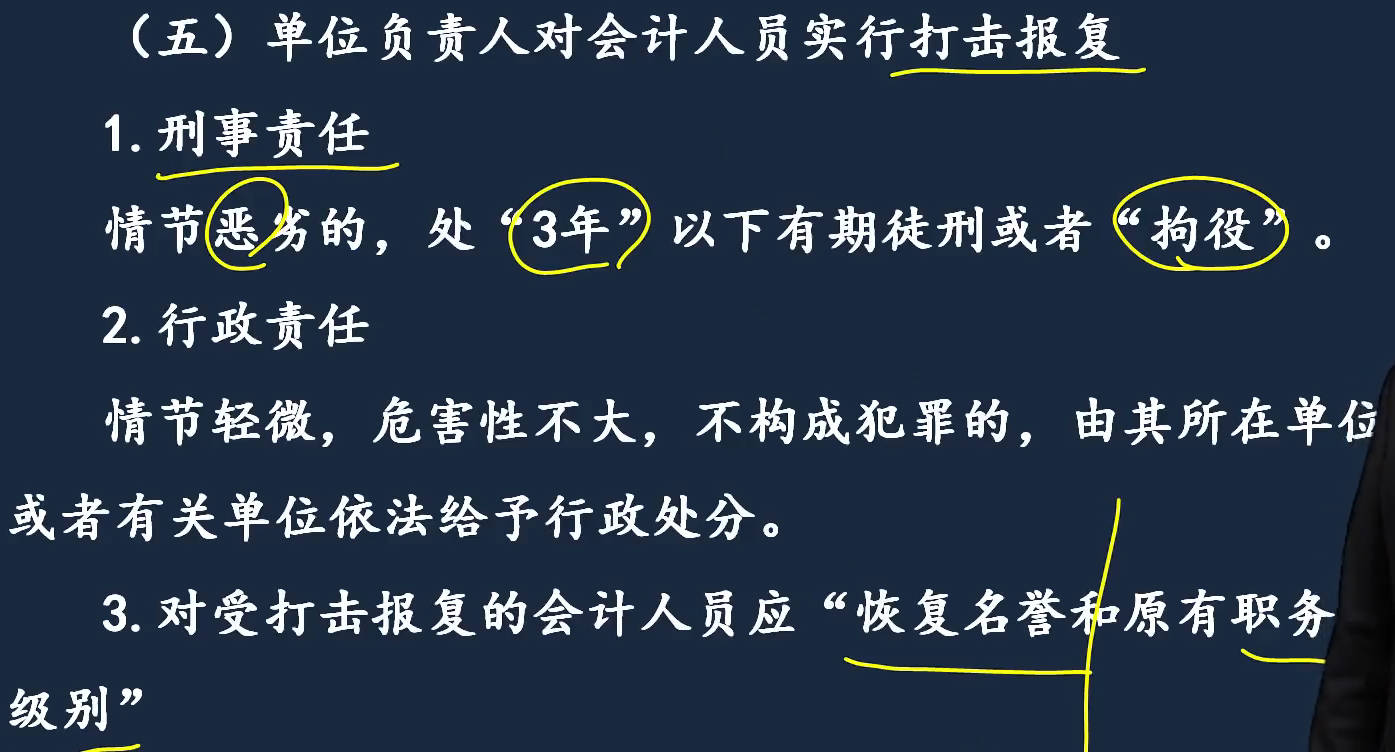 （五）单位负责人对会计人员实行打击报复
1.刑事责任
情节恶劣的，处“3年”以下有期徒刑或者“拘役”。
2.行政责任
情节轻微，危害性不大，不构成犯罪的，由其所在单位
或者有关单位依法给予行政处分。
3.对受打击报复的会计人员应“恢复名誉和原有职务
级别”